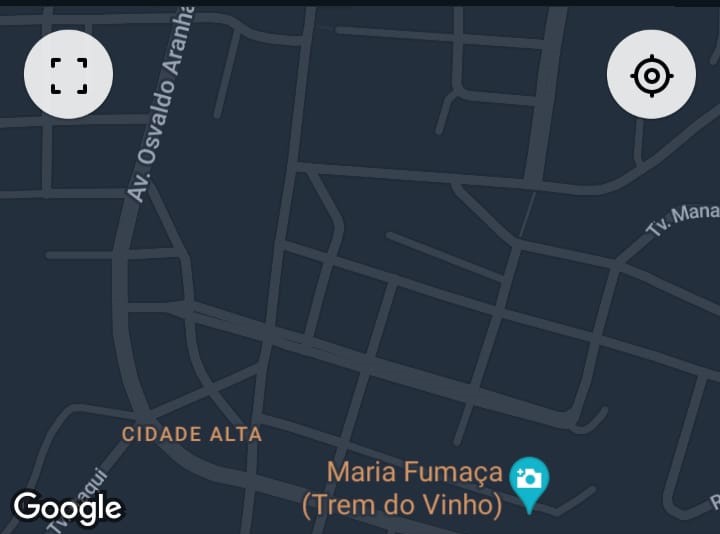 Av. Osvaldo Aranha
Tv. Mana
CIDADE ALTA
Maria Fumaça
(Trem do Vinho)
Google